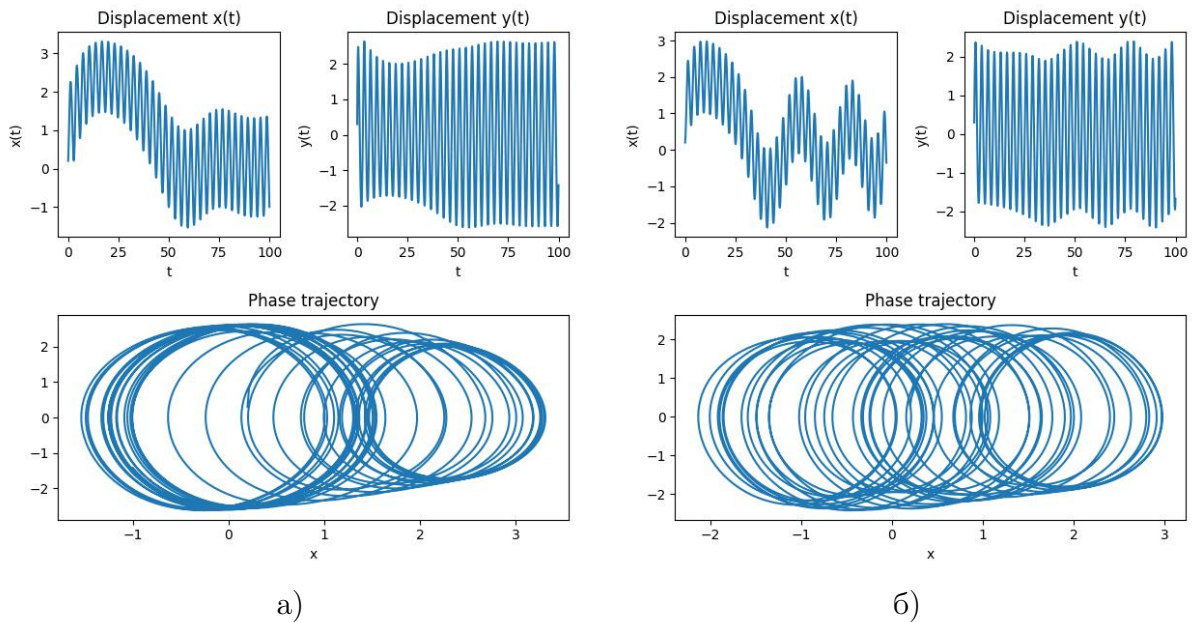 Displacement x(t)
Displacement y(t)
x(t)
3
2
1
0
−1
0 25 50 75 100
t
y(t)
2
1
0
−1
−2
0 25 50 75 100
t
Phase trajectory
2
1
0
−1
−2
−1 0 1 2 3
x
a)
Displacement x(t)
Displacement y(t)
x(t)
3
2
1
0
−1
−2
0 25 50 75 100
t
y(t)
2
1
0
−1
−2
0 25 50 75 100
t
Phase trajectory
2
1
0
−1
−2
−2 −1 0 1 2 3
x
б)